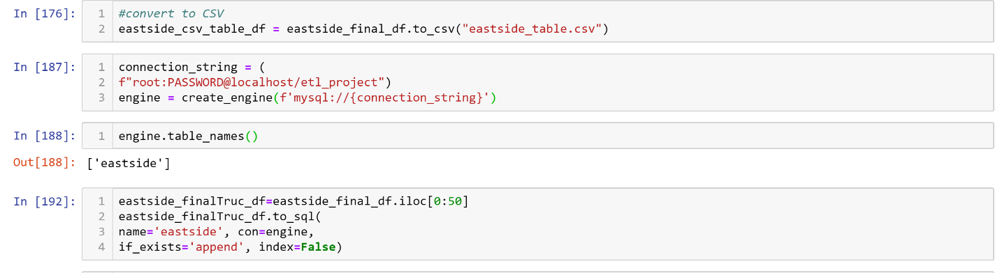 In [176]:
1 #convert to CSV
2 eastside_csv_table_df = eastside_final_df.to_csv("eastside_table.csv")
In [187]:
1 connection_string = (
2 f"root:PASSWORD@localhost/etl_project")
3 engine = create_engine(f'mysql://{connection_string}')
In [188]:
1 engine.table_names()
Out[188]: ['eastside']
In [192]:
1 eastside_finalTruc_df=eastside_final_df.iloc[0:50]
2 eastside_finalTruc_df.to_sql(
3 name='eastside', con=engine,
4 if_exists='append', index=False)